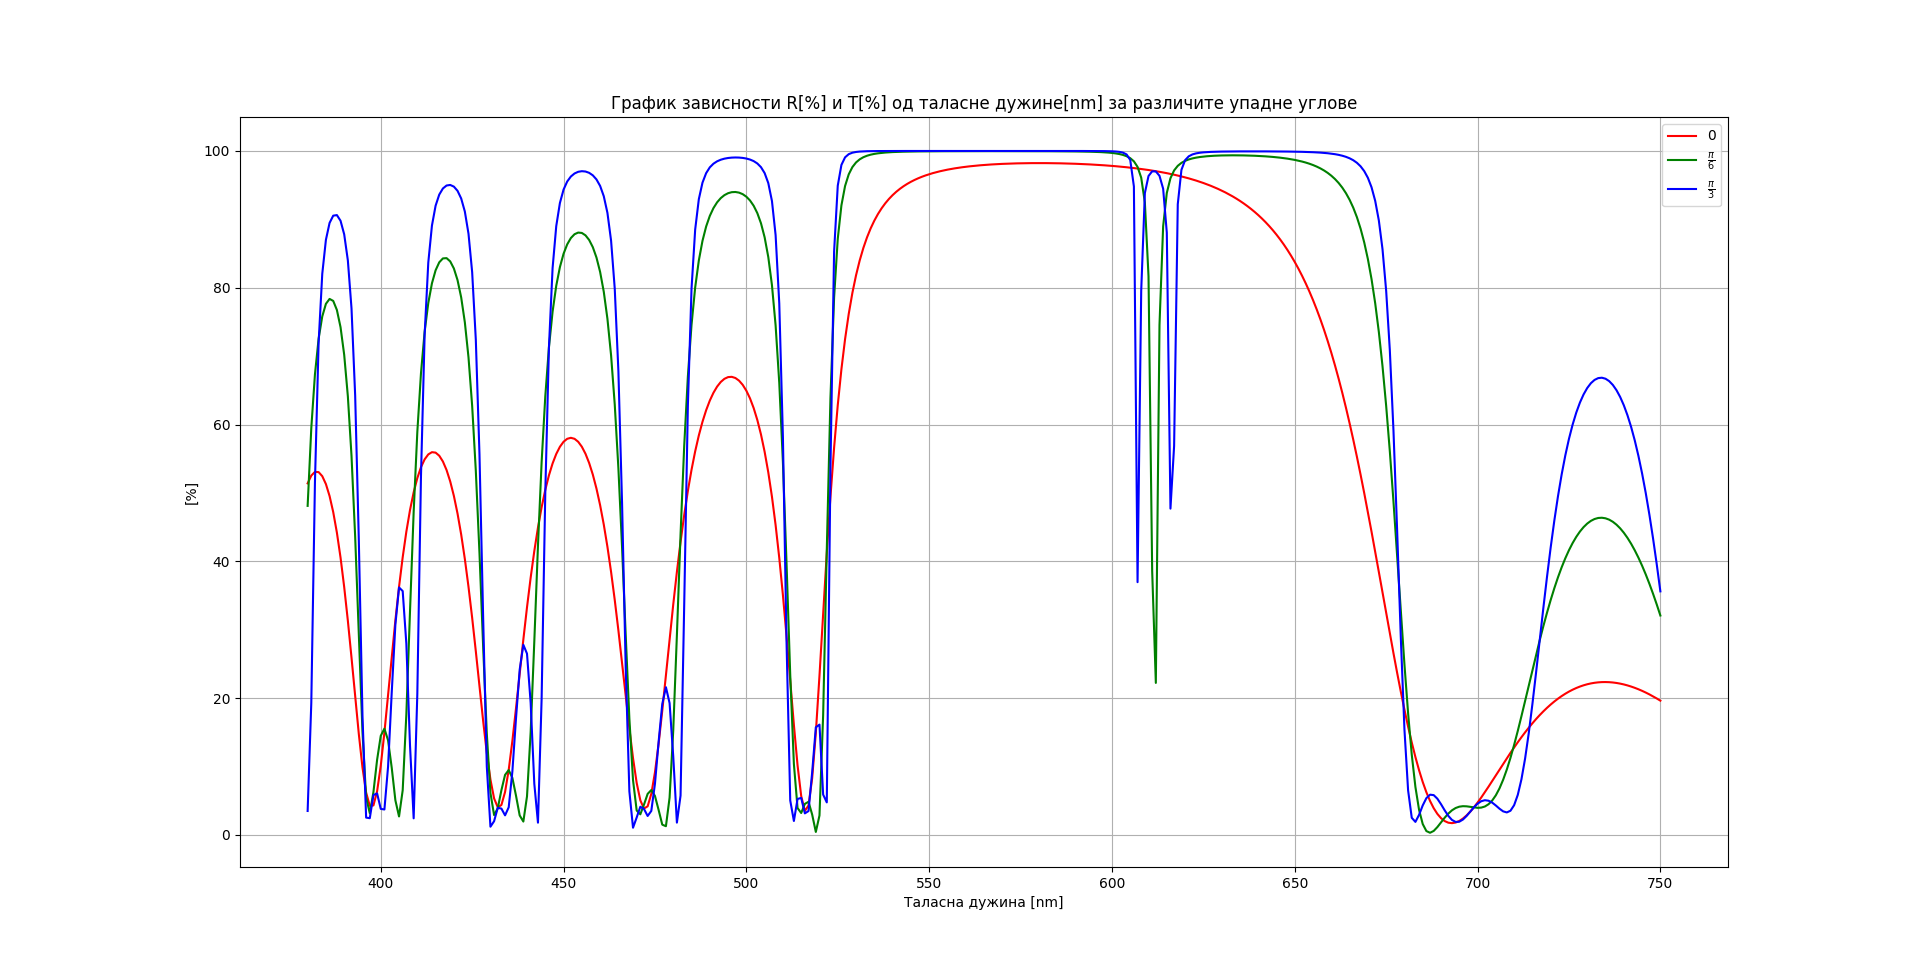 График зависности R[%] и T[%] од таласне дужине[nm] за различите упадне углове
0
π/6
π/3
100
80
60
40
20
0
[%]
400 450 500 550 600 650 700 750
Таласна дужина [nm]